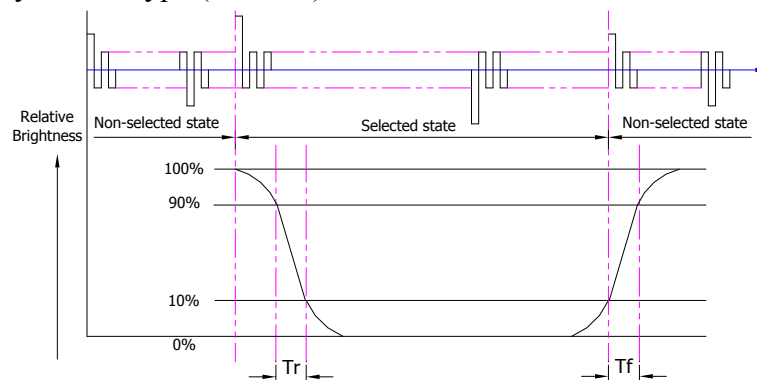 Relative
Brightness
Non-selected state
Selected state
Non-selected state
100%
90%
10%
0%
Tr
Tf